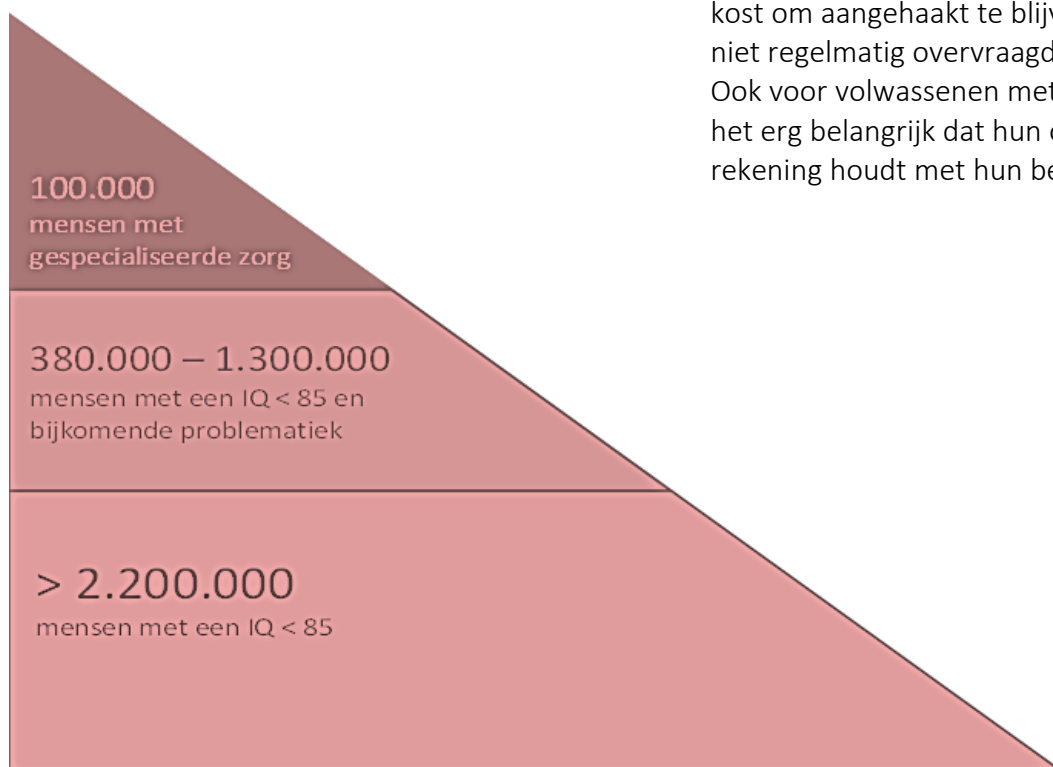 kost om aangehaakt te
niet regelmatig overvraagd
Ook voor volwassenen met
het erg belangrijk dat hun
rekening houdt met hun
100.000
mensen met
gespecialiseerde zorg
380.000 – 1.300.000
mensen met een IQ < 85 en
bijkomende problematiek
> 2.200.000
mensen met een IQ < 85